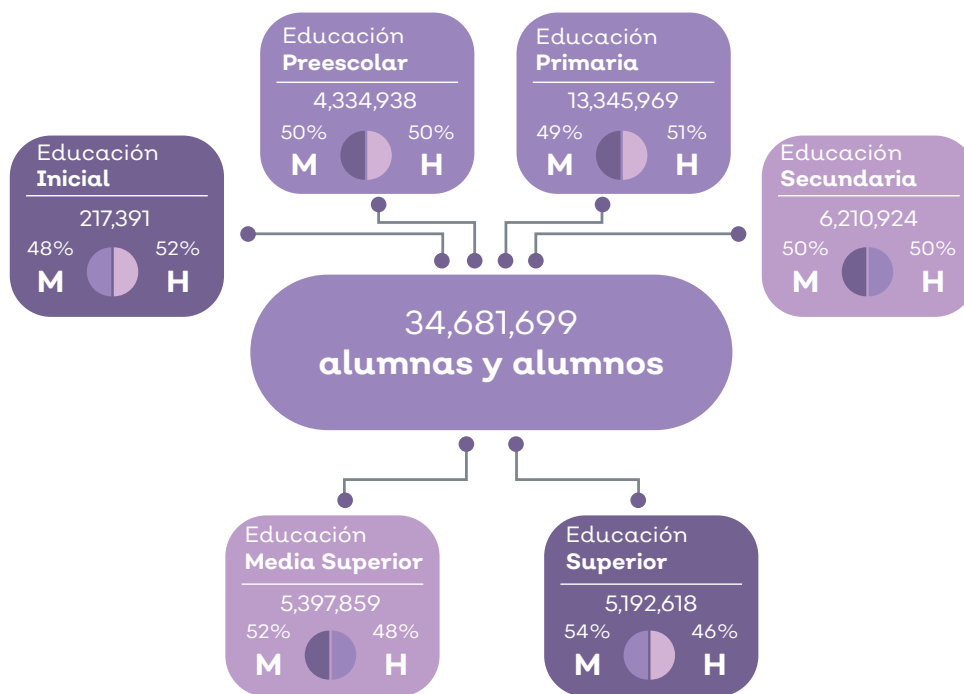 Educación
Preescolar
4,334,938
50% 50%
M H
Educación
Primaria
13,345,969
49% 51%
M H
Educación
Inicial
217,391
48% 52%
M H
Educación
Secundaria
6,210,924
50% 50%
M H
34,681,699
alumnas y alumnos
Educación
Media Superior
5,397,859
52% 48%
M H
Educación
Superior
5,192,618
54% 46%
M H